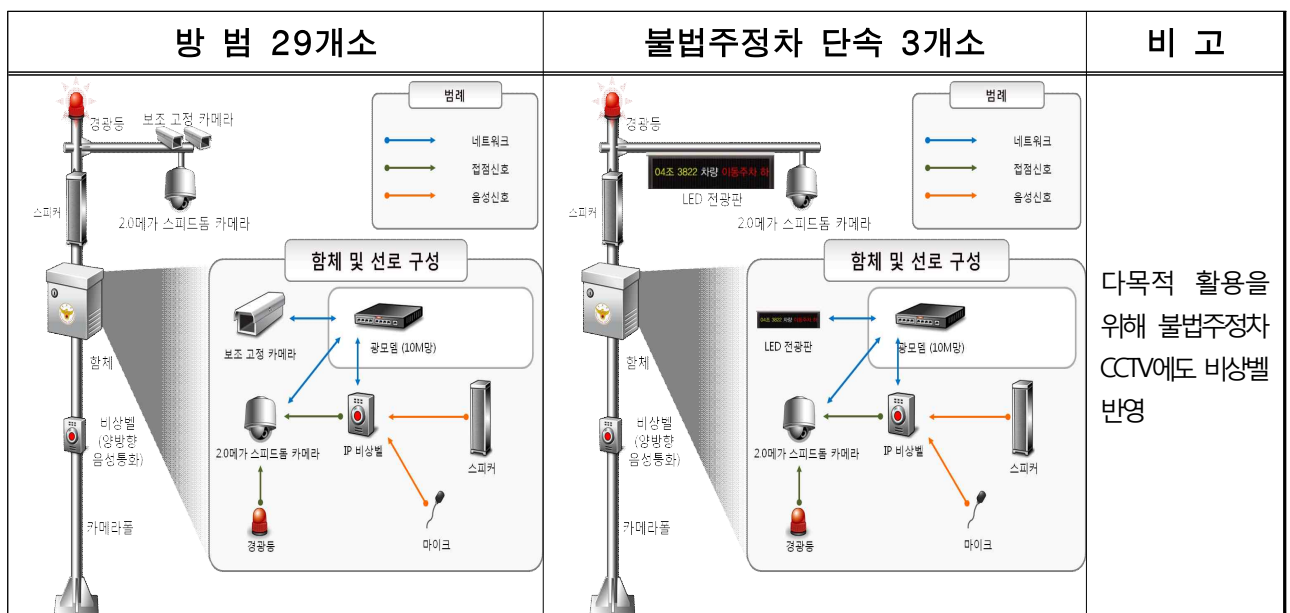 방 범 29개소
불법주정차 단속 3개소
비 고
범례
네트워크
접점신호
음성신호
경광등
보조 고정 카메라
스피커
2.0메가 스피드돔 카메라
함체 및 선로 구성
보조 고정 카메라
광모뎀 (10M망)
함체
비상벨
(양방향
음성통화)
2.0메가 스피드돔 카메라
IP 비상벨
스피커
카메라폴
경광등
마이크
범례
네트워크
접점신호
음성신호
경광등
04조 3822 차량 이동주차 하
LED 전광판
스피커
2.0메가 스피드돔 카메라
함체 및 선로 구성
04조 3822 차량 이동주차 하
LED 전광판
광모뎀 (10M망)
함체
비상벨
(양방향
음성통화)
2.0메가 스피드돔 카메라
IP 비상벨
스피커
카메라폴
경광등
마이크
다목적 활용을
위해 불법주정차
CCTV에도 비상벨
반영